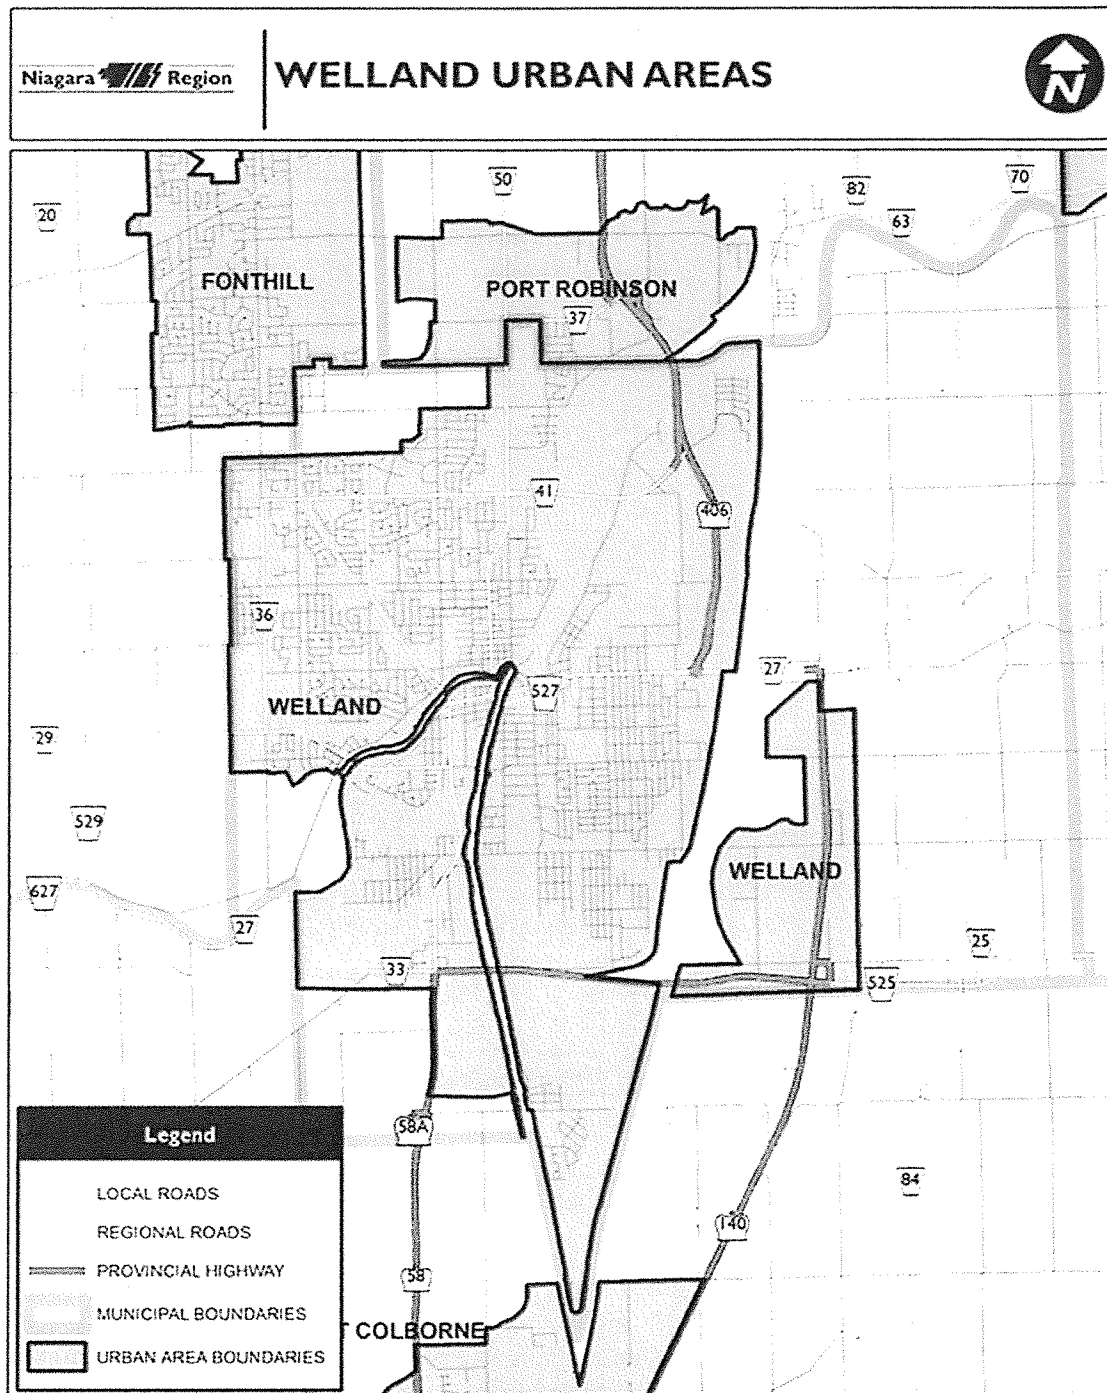 Niagara Region
WELLAND URBAN AREAS
N
50
82
70
20
63
FONTHILL
PORT ROBINSON
37
41
406
36
27
WELLAND
527
29
529
WELLAND
627
27
25
33
525
58A
84
140
58
COLBORNE
Legend
LOCAL ROADS
REGIONAL ROADS
PROVINCIAL HIGHWAY
MUNICIPAL BOUNDARIES
URBAN AREA BOUNDARIES